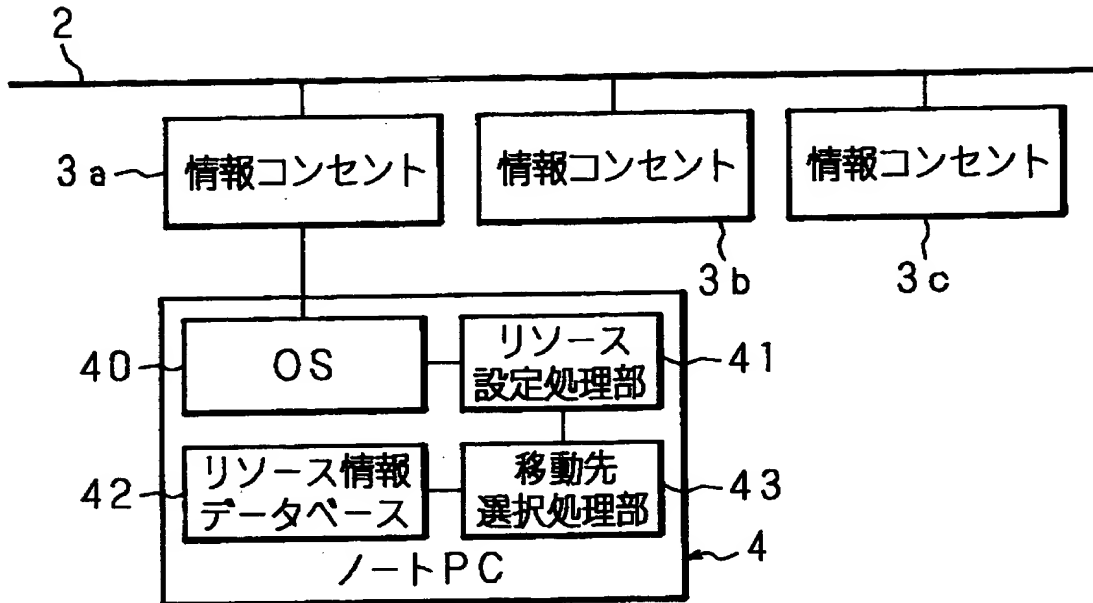 2
3a
情報コンセント
情報コンセント
情報コンセント
3b
3c
40
OS
リソース
設定処理部
41
42
リソース情報
データベース
移動先
選択処理部
43
ノートPC
4